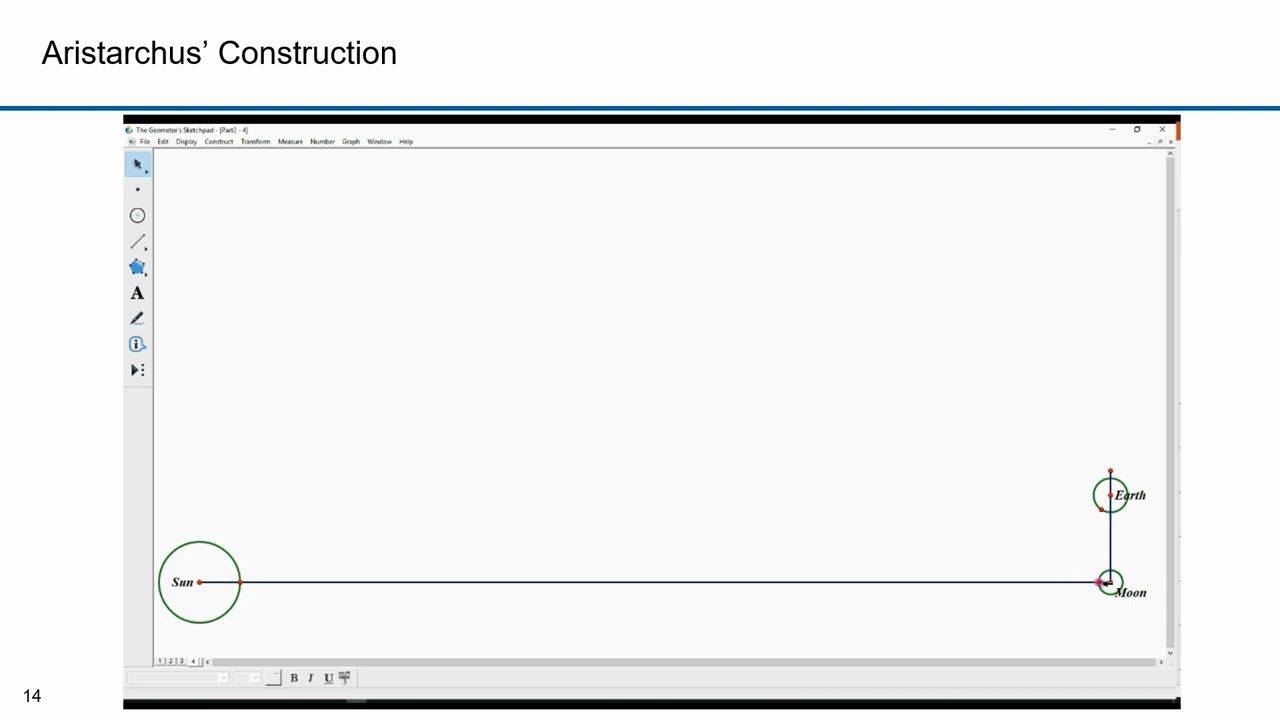 Aristarchus’ Construction
The Geometer's Sketchpad - [Part2 - 4]
File Edit Display Construct Transform Measure Number Graph Window Help
A
Earth
Sun
Moon
1 2 3 4
B I U
14